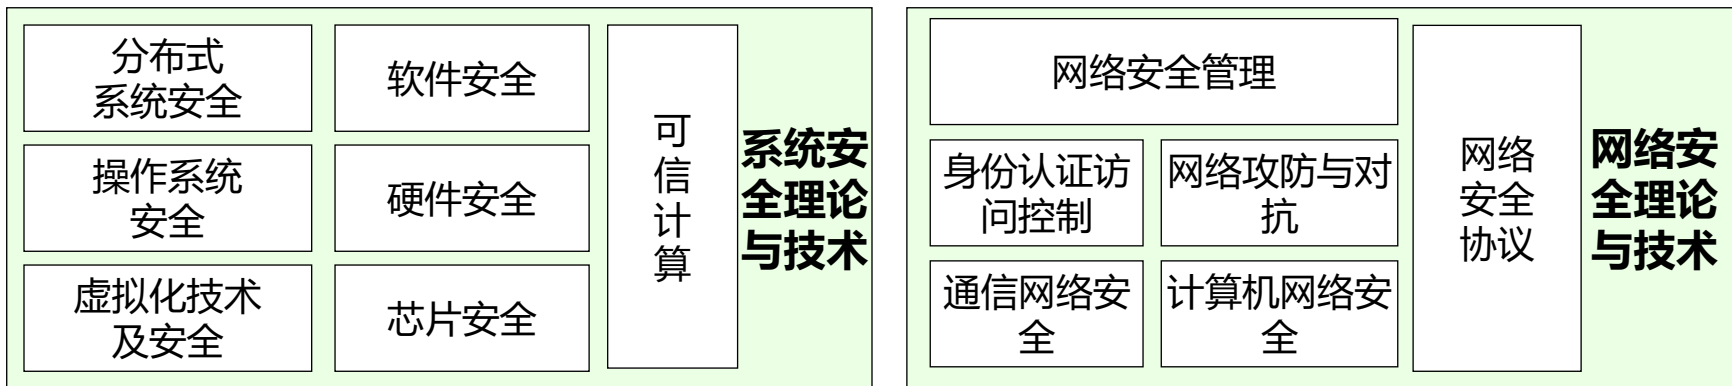 分布式
系统安全
软件安全
操作系统
安全
硬件安全
虚拟化技术
及安全
芯片安全
可
信
计
算
系统安
全理论
与技术
网络安全管理
身份认证访
问控制
网络攻防与对
抗
通信网络安
全
计算机网络安
全
网络
安全
协议
网络安
全理论
与技术